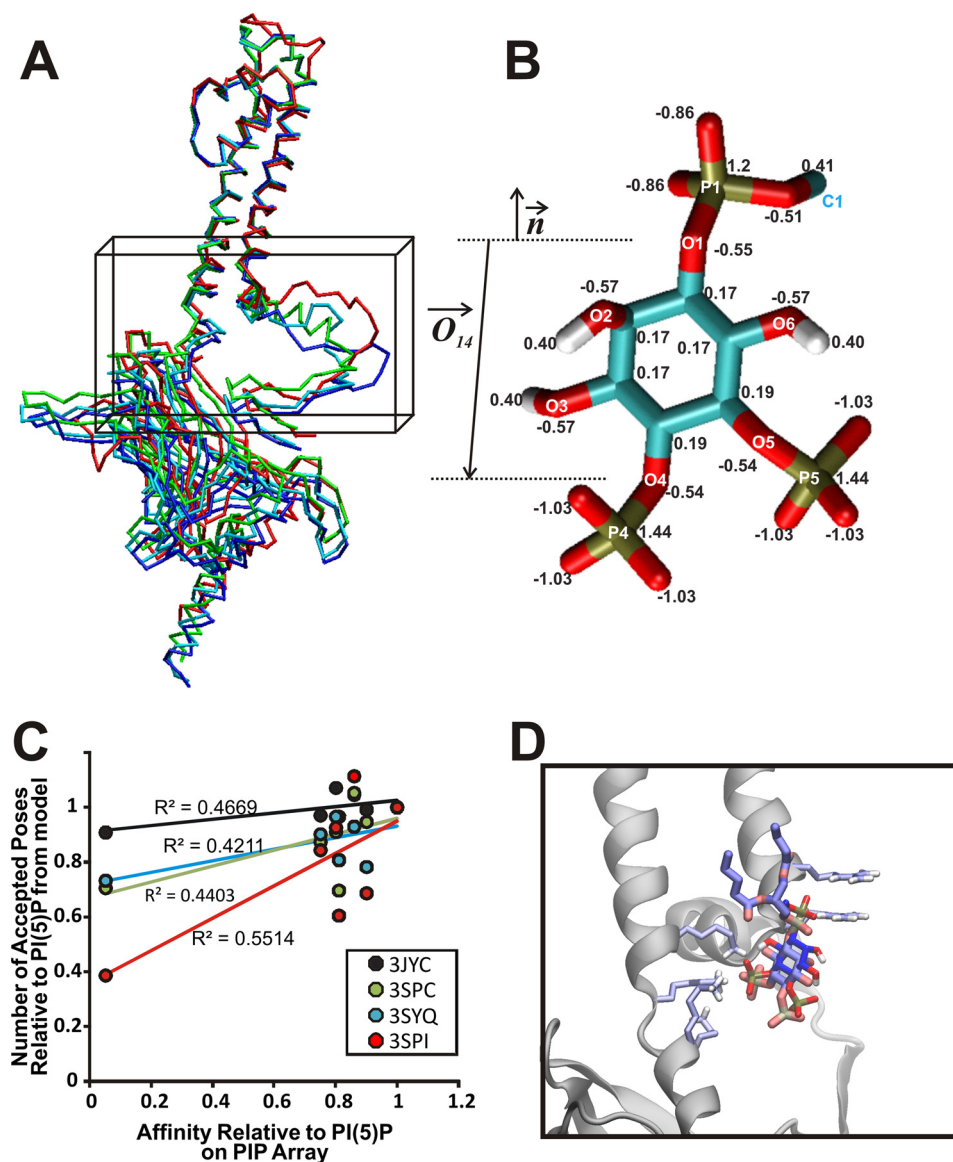 A
B
-0.86
0.41
-0.86
1.2
P1
C1
-0.51
n
O1
-0.55
O14
-0.57
0.17
-0.57
O2
O6
0.17
0.17
0.40
0.40
0.17
0.40
O3
0.19
-1.03
-0.57
0.19
O5
-0.54
P5
1.44
O4
-1.03
-0.54
P4
1.44
-1.03
-1.03
-1.03
-1.03
C
D
Number of Accepted Poses
Relative to PI(5)P from model
1
0.8
0.6
0.4
0.2
0
R² = 0.4669
R² = 0.4211
R² = 0.4403
R² = 0.5514
3JYC
3SPC
3SYQ
3SPI
0
0.2
0.4
0.6
0.8
1
1.2
Affinity Relative to PI(5)P
on PIP Array